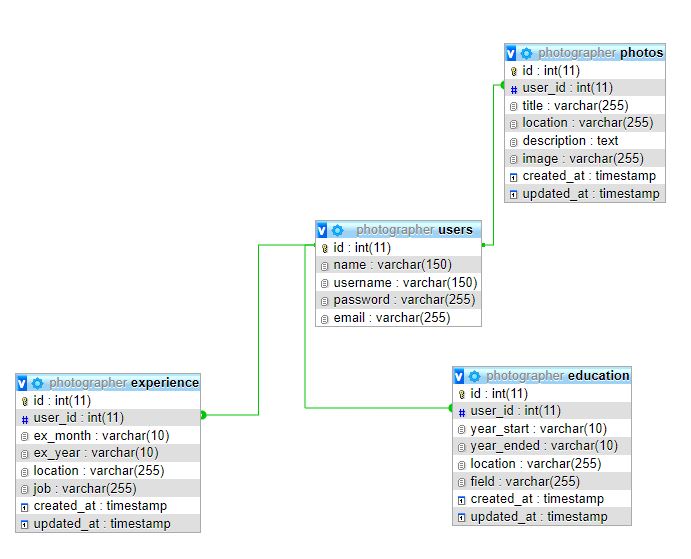 photographer photos
id : int(11)
user_id : int(11)
title : varchar(255)
location : varchar(255)
description : text
image : varchar(255)
created_at : timestamp
updated_at : timestamp
photographer users
id : int(11)
name : varchar(150)
username : varchar(150)
password : varchar(255)
email : varchar(255)
photographer experience
id : int(11)
user_id : int(11)
ex_month : varchar(10)
ex_year : varchar(10)
location : varchar(255)
job : varchar(255)
created_at : timestamp
updated_at : timestamp
photographer education
id : int(11)
user_id : int(11)
year_start : varchar(10)
year_ended : varchar(10)
location : varchar(255)
field : varchar(255)
created_at : timestamp
updated_at : timestamp